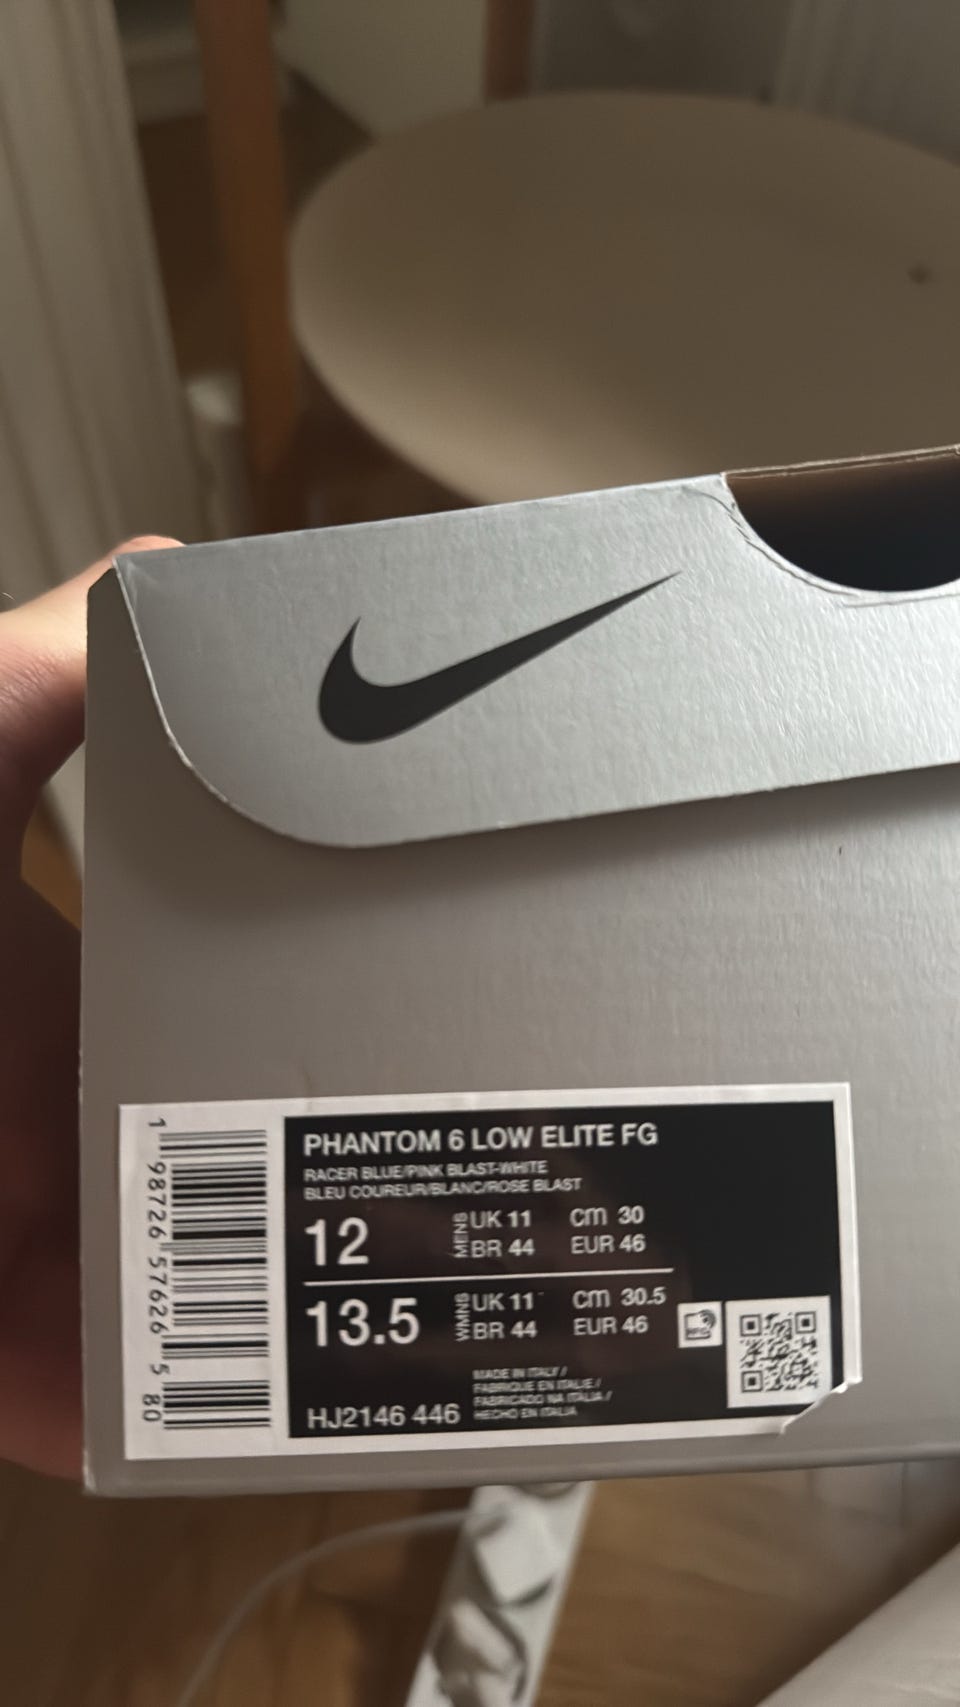 PHANTOM 6 LOW ELITE FG
RACER BLUE/PINK BLAST-WHITE
BLEU COUREUR/BLANC/ROSE BLAST
12 MENS UK 11 cm 30
BR 44 EUR 46
13.5 WMNS UK 11 cm 30.5
BR 44 EUR 46
MADE IN ITALY /
FABRIQUE EN ITALIE /
FABRICADO NA ITÁLIA /
HECHO EN ITALIA
HJ2146 446
1 98726 57626 5 80